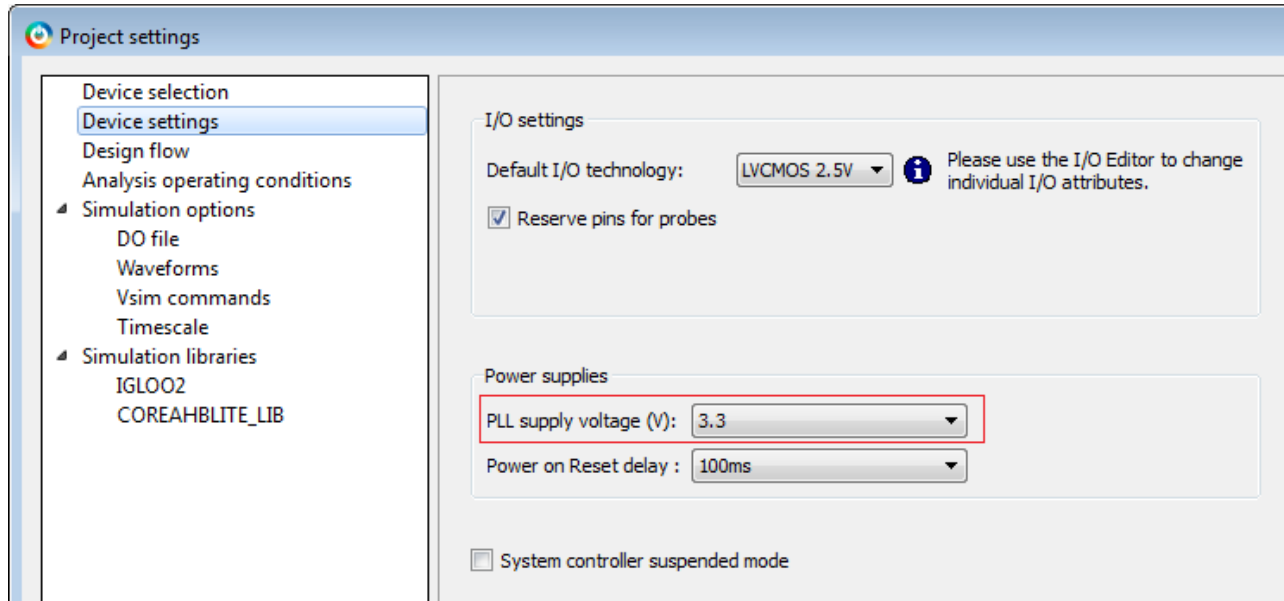 Project settings
Device selection
Device settings
Design flow
Analysis operating conditions
Simulation options
DO file
Waveforms
Vsim commands
Timescale
Simulation libraries
IGLOO2
COREAHBLITE_LIB
I/O settings
Default I/O technology: LVCMOS 2.5V Please use the I/O Editor to change
individual I/O attributes.
Reserve pins for probes
Power supplies
PLL supply voltage (V): 3.3
Power on Reset delay : 100ms
System controller suspended mode